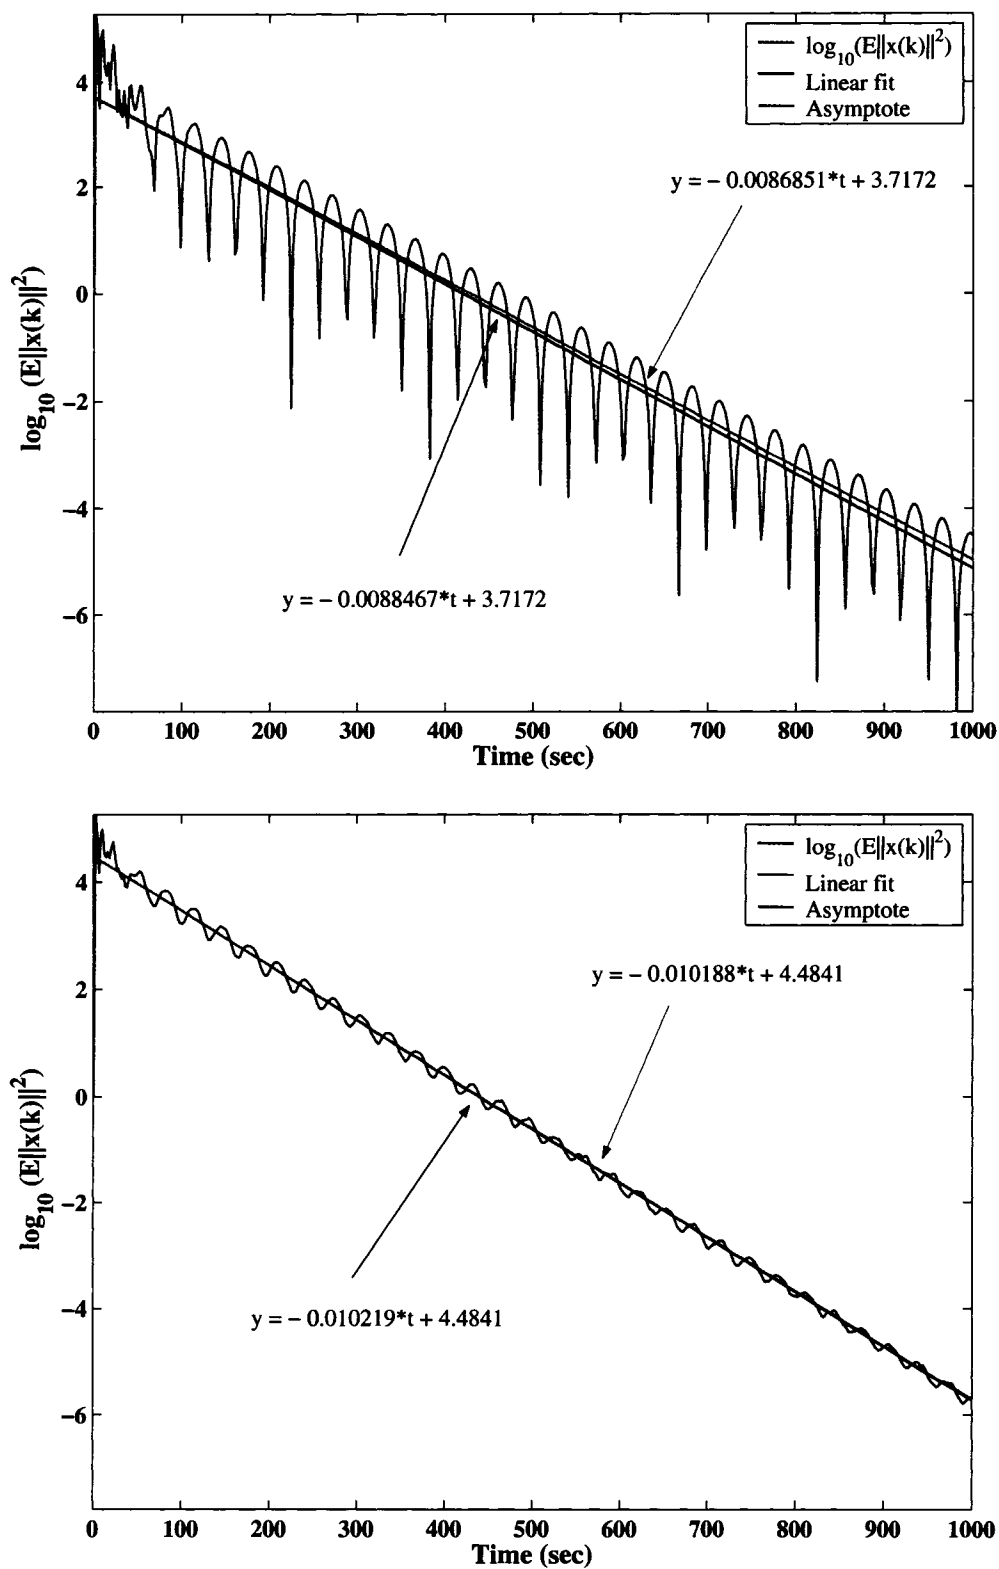 log10(E||x(k)||²)
Linear fit
Asymptote
y = − 0.0086851*t + 3.7172
y = − 0.0088467*t + 3.7172
log10 (E||x(k)||²)
4
2
0
−2
−4
−6
0 100 200 300 400 500 600 700 800 900 1000
Time (sec)
log10(E||x(k)||²)
Linear fit
Asymptote
y = − 0.010188*t + 4.4841
y = − 0.010219*t + 4.4841
log10 (E||x(k)||²)
4
2
0
−2
−4
−6
0 100 200 300 400 500 600 700 800 900 1000
Time (sec)